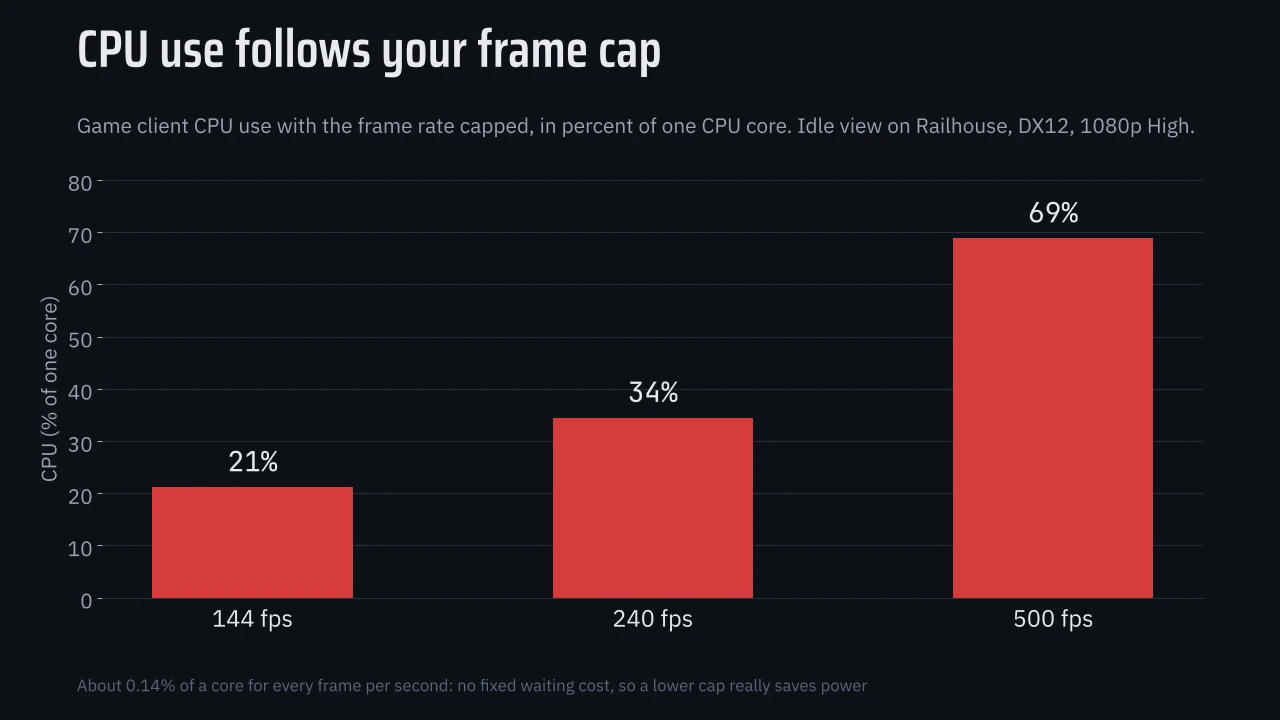 CPU use follows your frame cap
Game client CPU use with the frame rate capped, in percent of one CPU core. Idle view on Railhouse, DX12, 1080p High.
CPU (% of one core)
80
70
60
50
40
30
20
10
0
21%
34%
69%
144 fps
240 fps
500 fps
About 0.14% of a core for every frame per second: no fixed waiting cost, so a lower cap really saves power